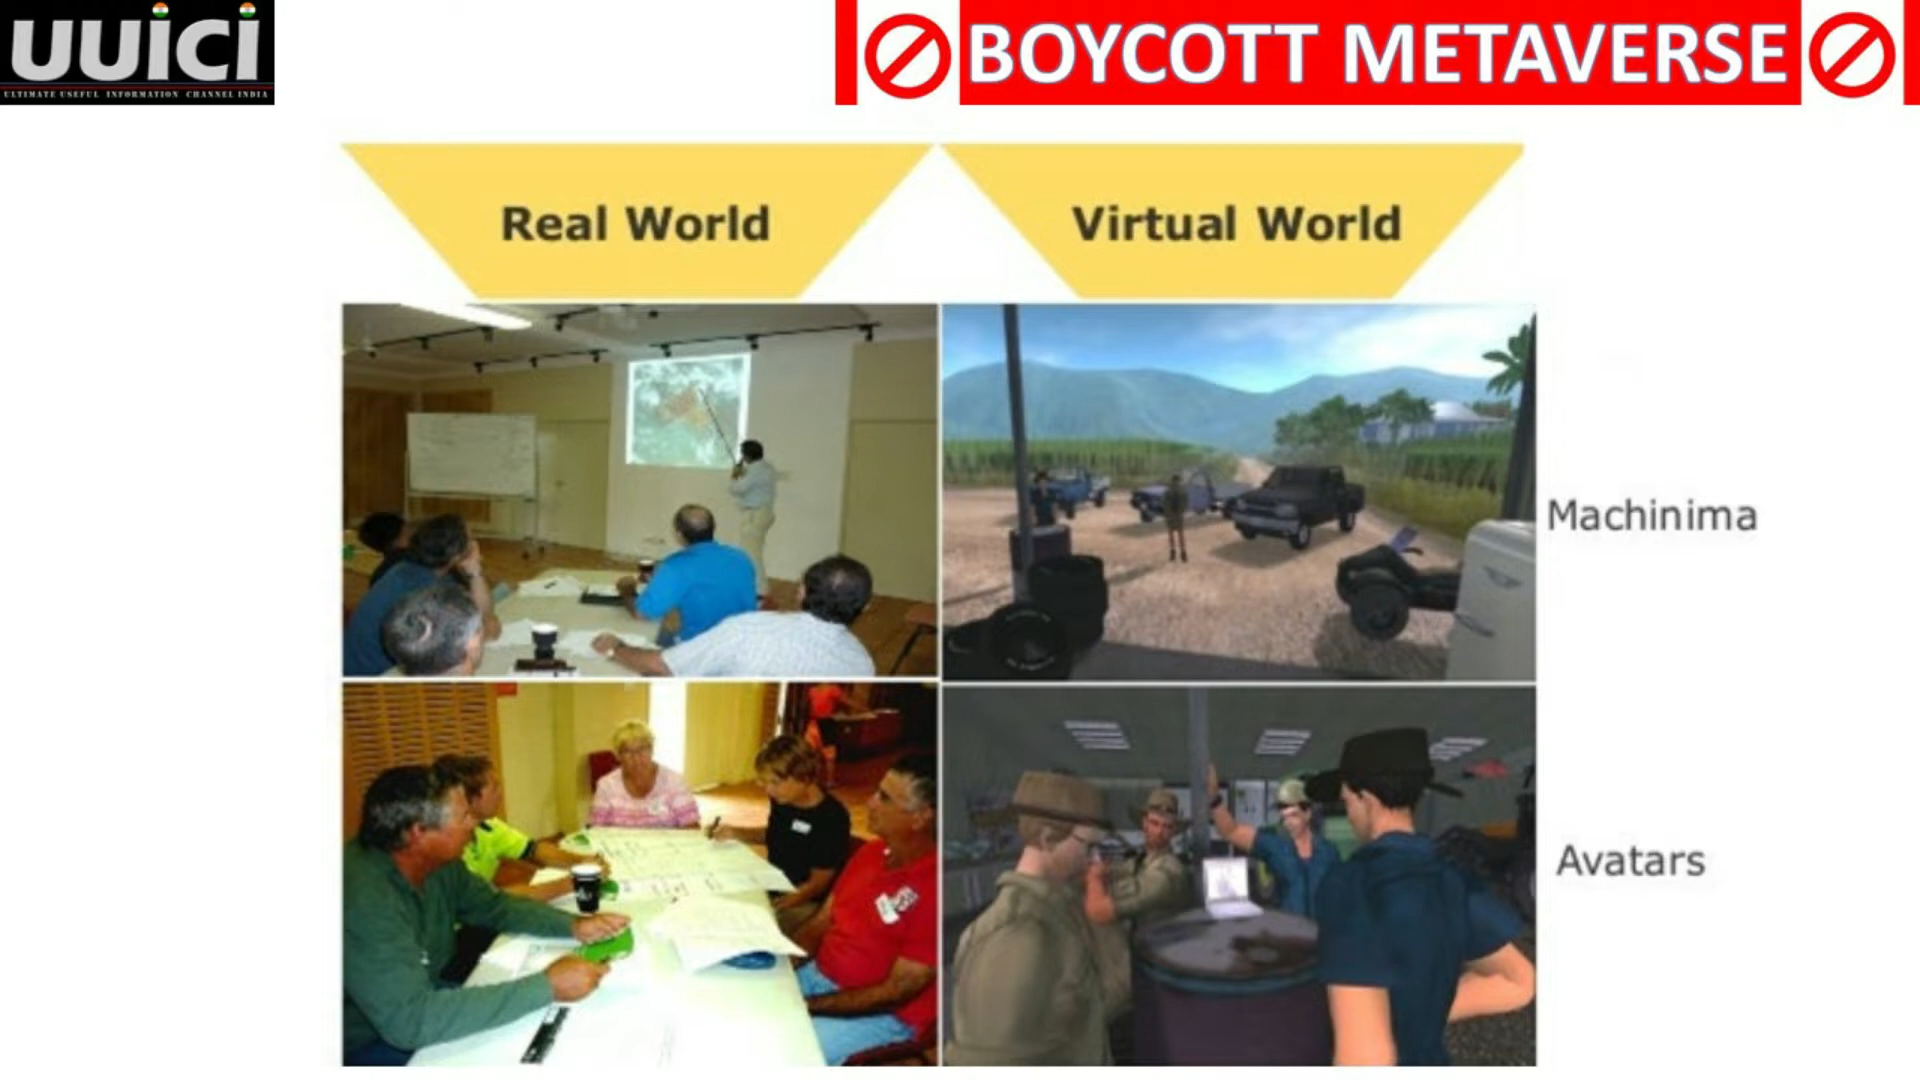 UUiCi
ULTIMATE USEFUL INFORMATION CHANNEL INDIA
BOYCOTT METAVERSE
Real World
Virtual World
Machinima
Avatars